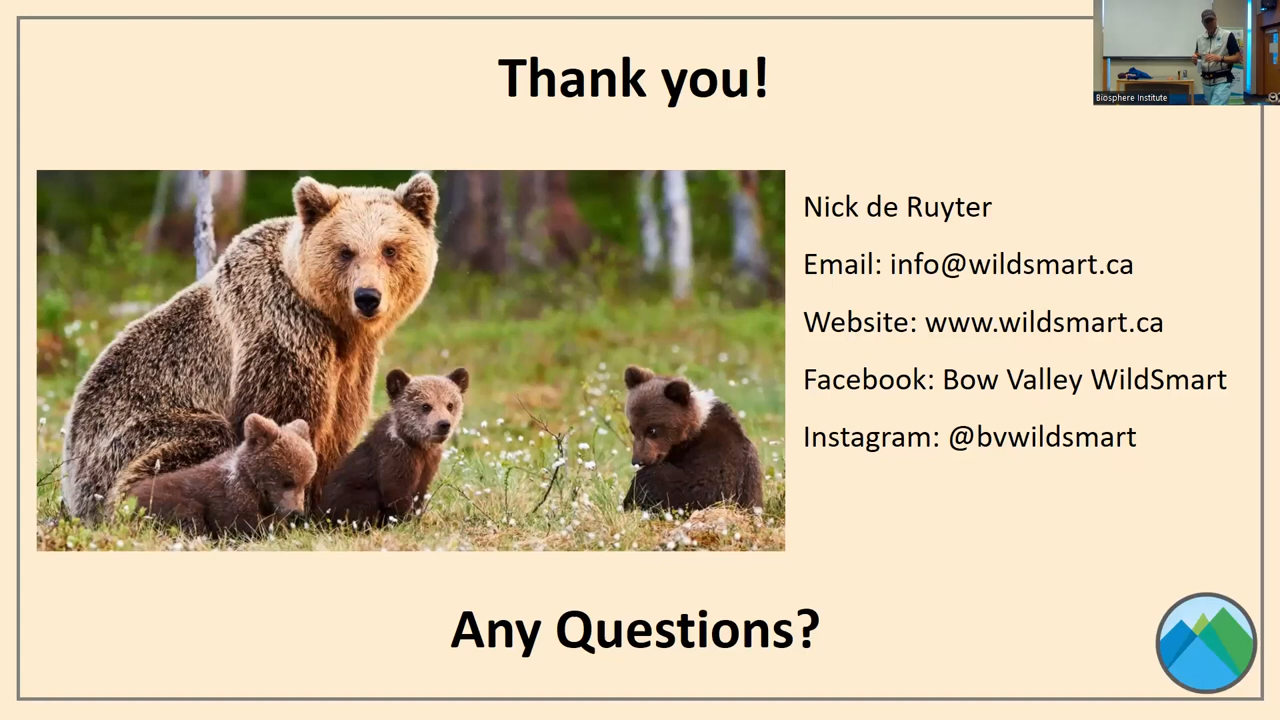 Thank you!
Biosphere Institute
Nick de Ruyter
Email: info@wildsmart.ca
Website: www.wildsmart.ca
Facebook: Bow Valley WildSmart
Instagram: @bvwildsmart
Any Questions?